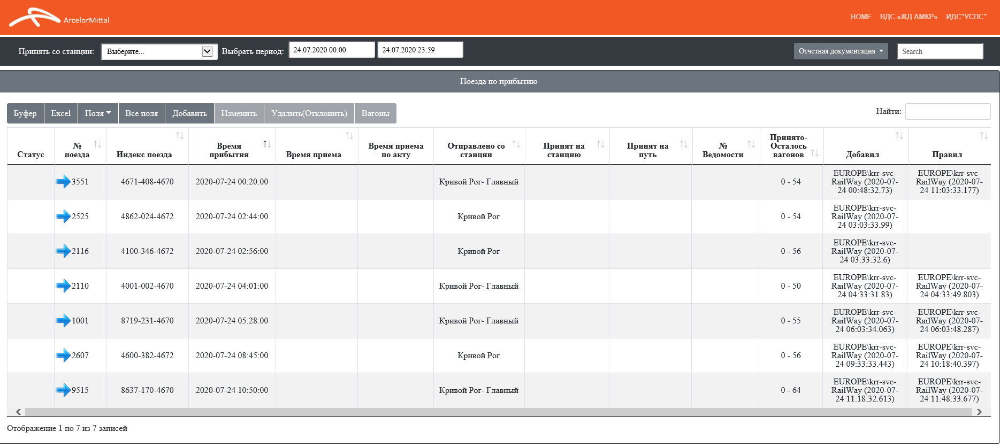 ArcelorMittal
HOME ВДС «ЖД АМКР» ИДС"УСПС"
Принять со станции: Выберите... Выбрать период: 24.07.2020 00:00 24.07.2020 23:59 Отчетная документация Search
Поезда по прибытию
Буфер Excel Поля Все поля Добавить Изменить Удалить(Отклонить) Вагоны Найти:
Статус № поезда Индекс поезда Время прибытия Время приема Время приема по акту Отправлено со станции Принят на станцию Принят на путь № Ведомости Принято-Осталось вагонов Добавил Правил
3551 4671-408-4670 2020-07-24 00:20:00 Кривой Рог- Главный 0 - 54 EUROPE\krr-svc-RailWay (2020-07-24 00:48:32.73) EUROPE\krr-svc-RailWay (2020-07-24 11:03:33.177)
2525 4862-024-4672 2020-07-24 02:44:00 Кривой Рог 0 - 54 EUROPE\krr-svc-RailWay (2020-07-24 03:03:33.99)
2116 4100-346-4672 2020-07-24 02:56:00 Кривой Рог 0 - 56 EUROPE\krr-svc-RailWay (2020-07-24 03:33:32.6)
2110 4001-002-4670 2020-07-24 04:01:00 Кривой Рог- Главный 0 - 50 EUROPE\krr-svc-RailWay (2020-07-24 04:33:31.83) EUROPE\krr-svc-RailWay (2020-07-24 04:33:49.803)
1001 8719-231-4670 2020-07-24 05:28:00 Кривой Рог- Главный 0 - 55 EUROPE\krr-svc-RailWay (2020-07-24 06:03:34.063) EUROPE\krr-svc-RailWay (2020-07-24 06:03:48.287)
2607 4600-382-4672 2020-07-24 08:45:00 Кривой Рог 0 - 56 EUROPE\krr-svc-RailWay (2020-07-24 09:33:33.443) EUROPE\krr-svc-RailWay (2020-07-24 10:18:40.397)
9515 8637-170-4670 2020-07-24 10:50:00 Кривой Рог- Главный 0 - 64 EUROPE\krr-svc-RailWay (2020-07-24 11:18:32.613) EUROPE\krr-svc-RailWay (2020-07-24 11:48:33.677)
Отображение 1 по 7 из 7 записей